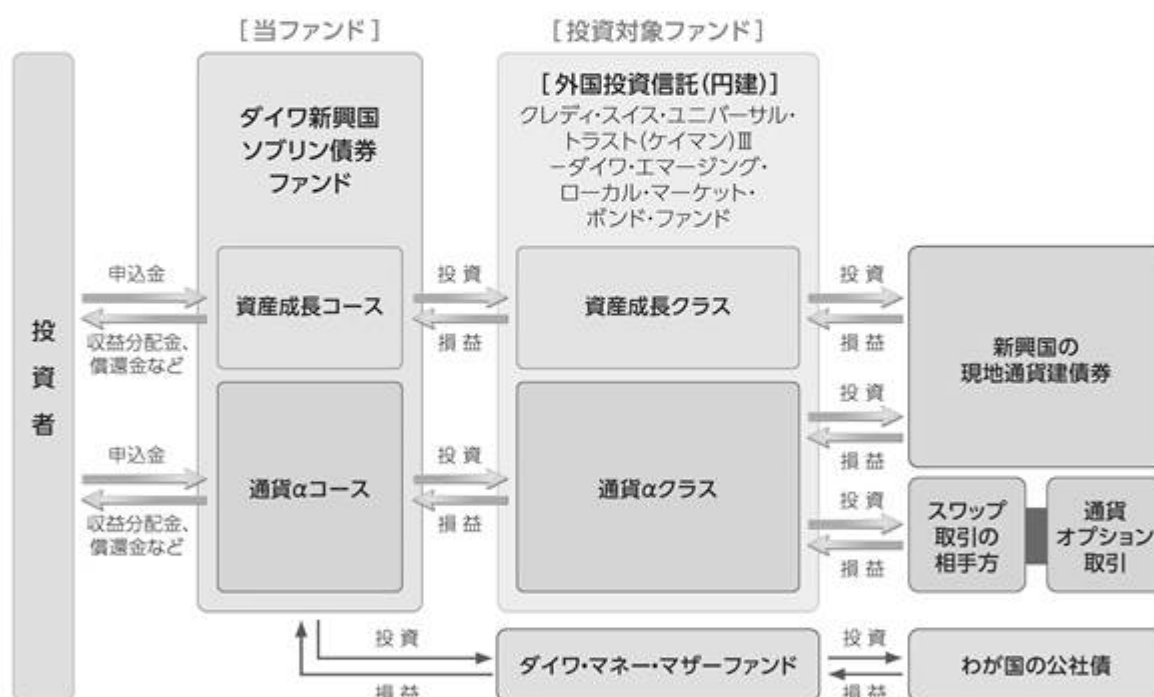 [当ファンド]
[投資対象ファンド]
投資者
ダイワ新興国
ソブリン債券
ファンド
[外国投資信託(円建)]
クレディ・スイス・ユニバーサル・
トラスト(ケイマン)Ⅲ
－ダイワ・エマージング・
ローカル・マーケット・
ボンド・ファンド
申込金
収益分配金、
償還金など
資産成長コース
投資
損益
資産成長クラス
投資
損益
新興国の
現地通貨建債券
投資
損益
申込金
収益分配金、
償還金など
通貨αコース
投資
損益
通貨αクラス
投資
損益
スワップ
取引の
相手方
通貨
オプション
取引
投資
損益
ダイワ・マネー・マザーファンド
投資
損益
わが国の公社債